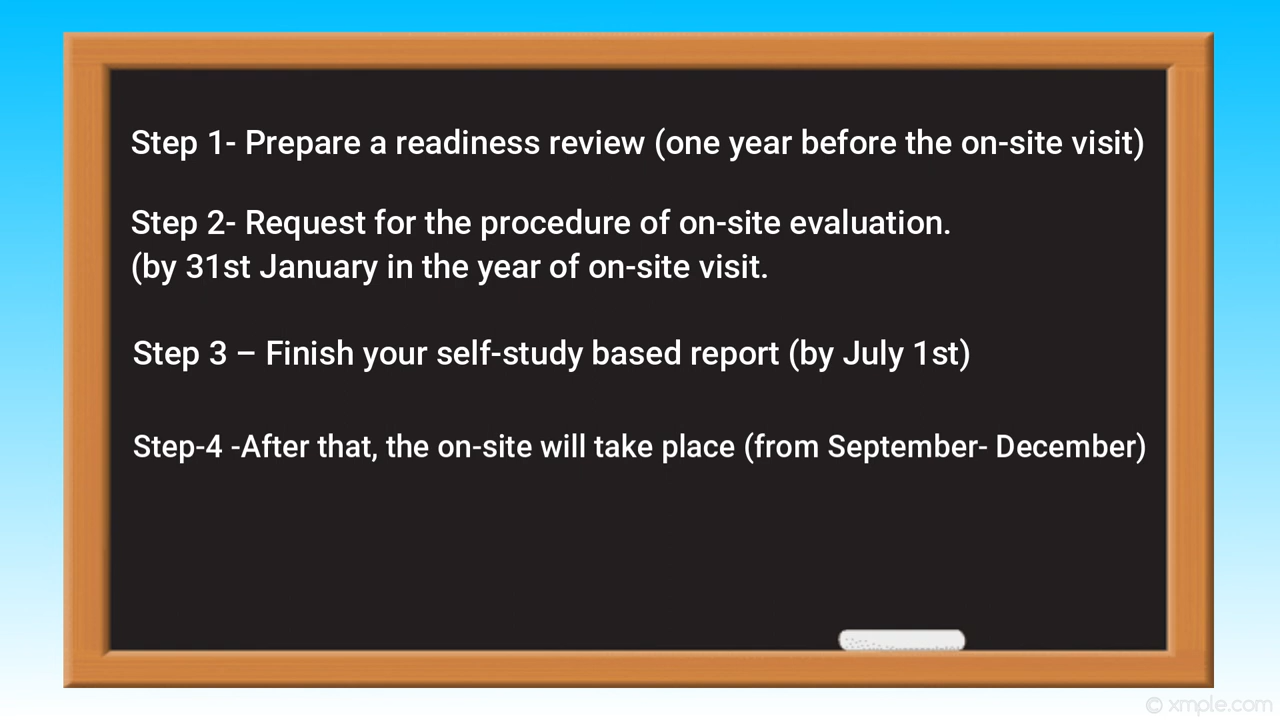 Step 1- Prepare a readiness review (one year before the on-site visit)
Step 2- Request for the procedure of on-site evaluation.
(by 31st January in the year of on-site visit.
Step 3 – Finish your self-study based report (by July 1st)
Step-4 -After that, the on-site will take place (from September- December)
© xmple.com